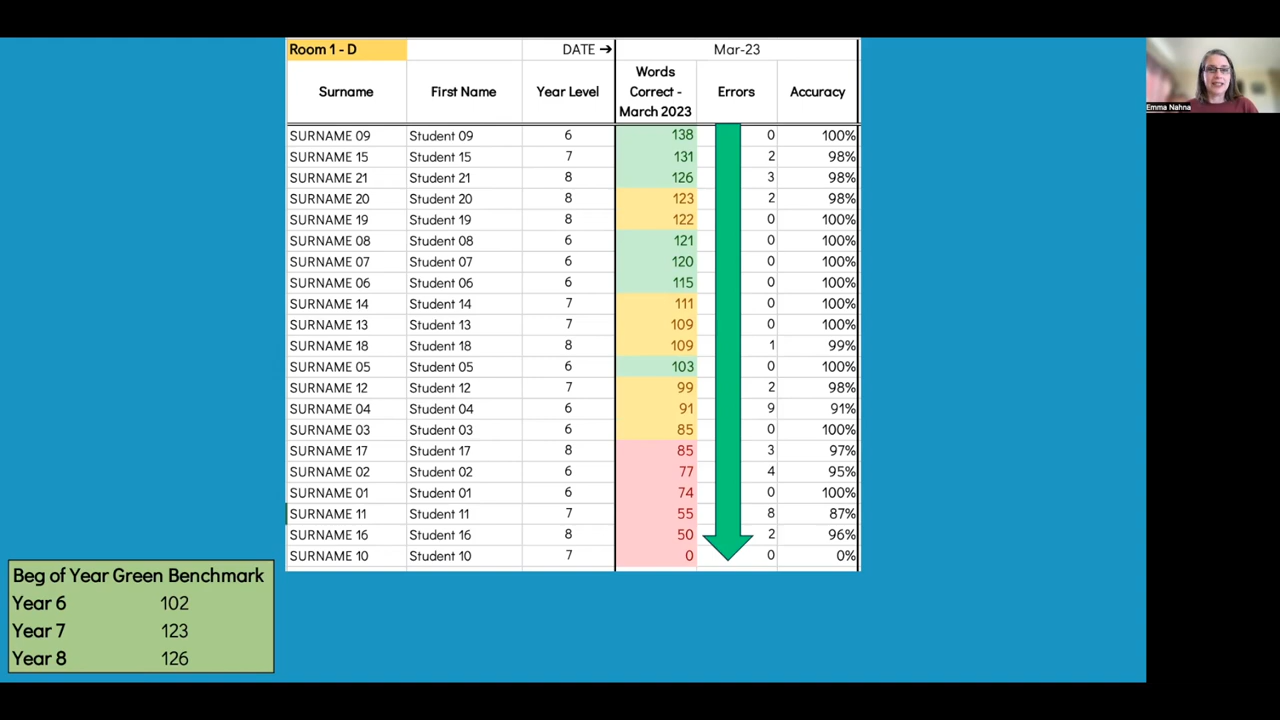 Room 1 - D DATE → Mar-23
Surname First Name Year Level Words Correct - March 2023 Errors Accuracy
SURNAME 09 Student 09 6 138 0 100%
SURNAME 15 Student 15 7 131 2 98%
SURNAME 21 Student 21 8 126 3 98%
SURNAME 20 Student 20 8 123 2 98%
SURNAME 19 Student 19 8 122 0 100%
SURNAME 08 Student 08 6 121 0 100%
SURNAME 07 Student 07 6 120 0 100%
SURNAME 06 Student 06 6 115 0 100%
SURNAME 14 Student 14 7 111 0 100%
SURNAME 13 Student 13 7 109 0 100%
SURNAME 18 Student 18 8 109 1 99%
SURNAME 05 Student 05 6 103 0 100%
SURNAME 12 Student 12 7 99 2 98%
SURNAME 04 Student 04 6 91 9 91%
SURNAME 03 Student 03 6 85 0 100%
SURNAME 17 Student 17 8 85 3 97%
SURNAME 02 Student 02 6 77 4 95%
SURNAME 01 Student 01 6 74 0 100%
SURNAME 11 Student 11 7 55 8 87%
SURNAME 16 Student 16 8 50 2 96%
SURNAME 10 Student 10 7 0 0 0%
Beg of Year Green Benchmark
Year 6 102
Year 7 123
Year 8 126
Emma Nahna